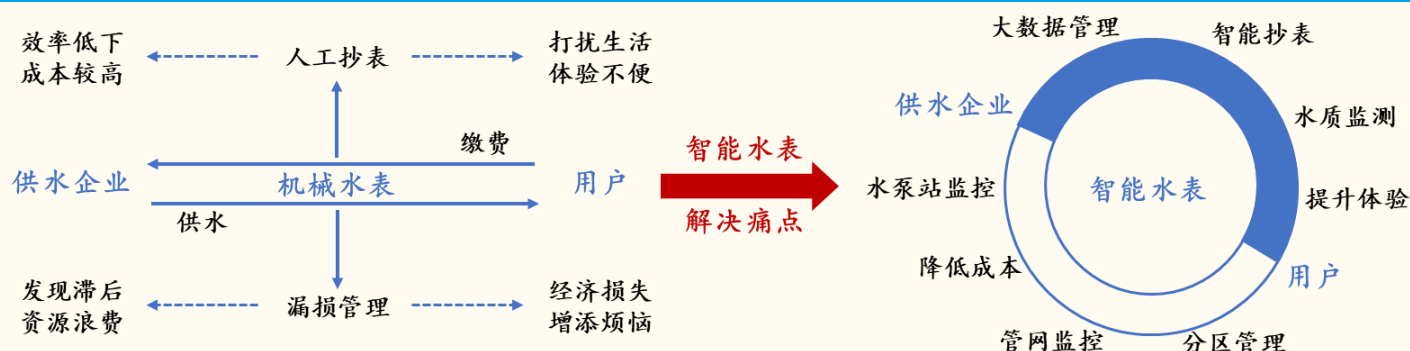 效率低下
成本较高
人工抄表
打扰生活
体验不便
缴费
供水企业
机械水表
用户
供水
发现滞后
资源浪费
漏损管理
经济损失
增添烦恼
智能水表
解决痛点
大数据管理
智能抄表
供水企业
水质监测
水泵站监控
智能水表
提升体验
降低成本
用户
管网监控
分区管理